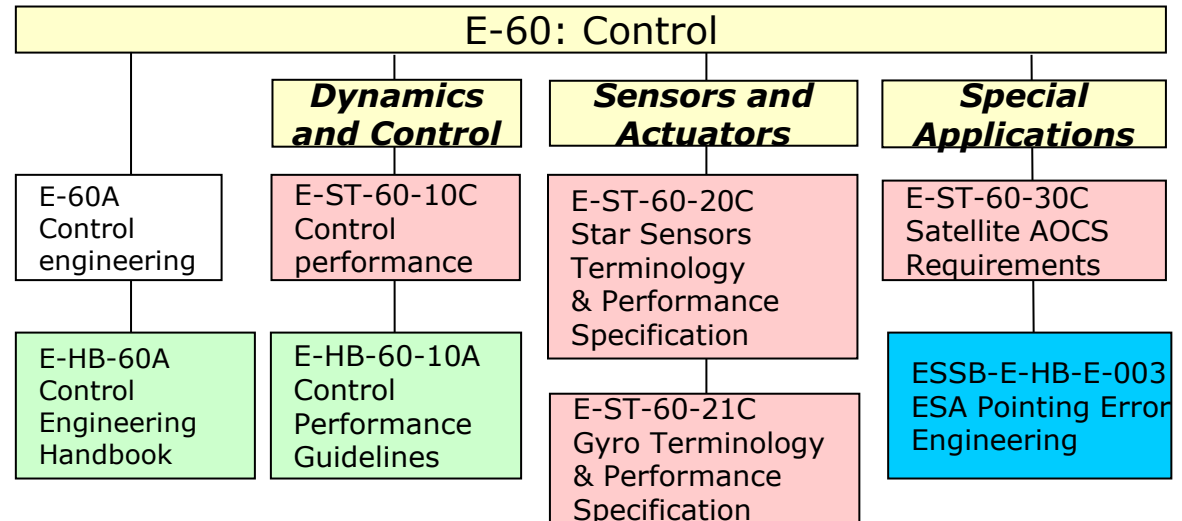 E-60: Control
Dynamics
and Control
Sensors and
Actuators
Special
Applications
E-60A
Control
engineering
E-ST-60-10C
Control
performance
E-ST-60-20C
Star Sensors
Terminology
& Performance
Specification
E-ST-60-30C
Satellite AOCS
Requirements
E-HB-60A
Control
Engineering
Handbook
E-HB-60-10A
Control
Performance
Guidelines
E-ST-60-21C
Gyro Terminology
& Performance
Specification
ESSB-E-HB-E-003
ESA Pointing Error
Engineering